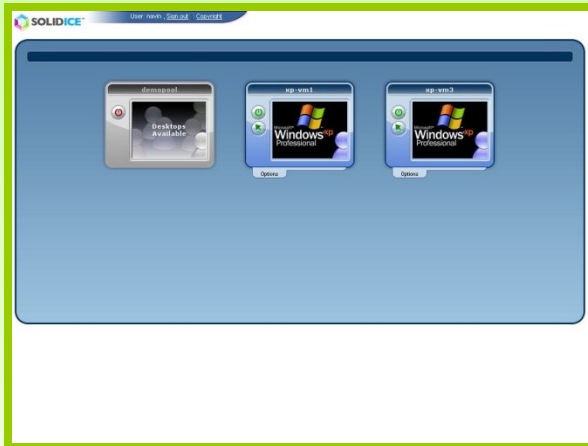 SOLIDICE™ User: navin , Sign out | Copyright
demopool
Desktops
Available
xp-vm1
Microsoft®
Windows xp
Professional
Options
xp-vm3
Microsoft®
Windows xp
Professional
Options